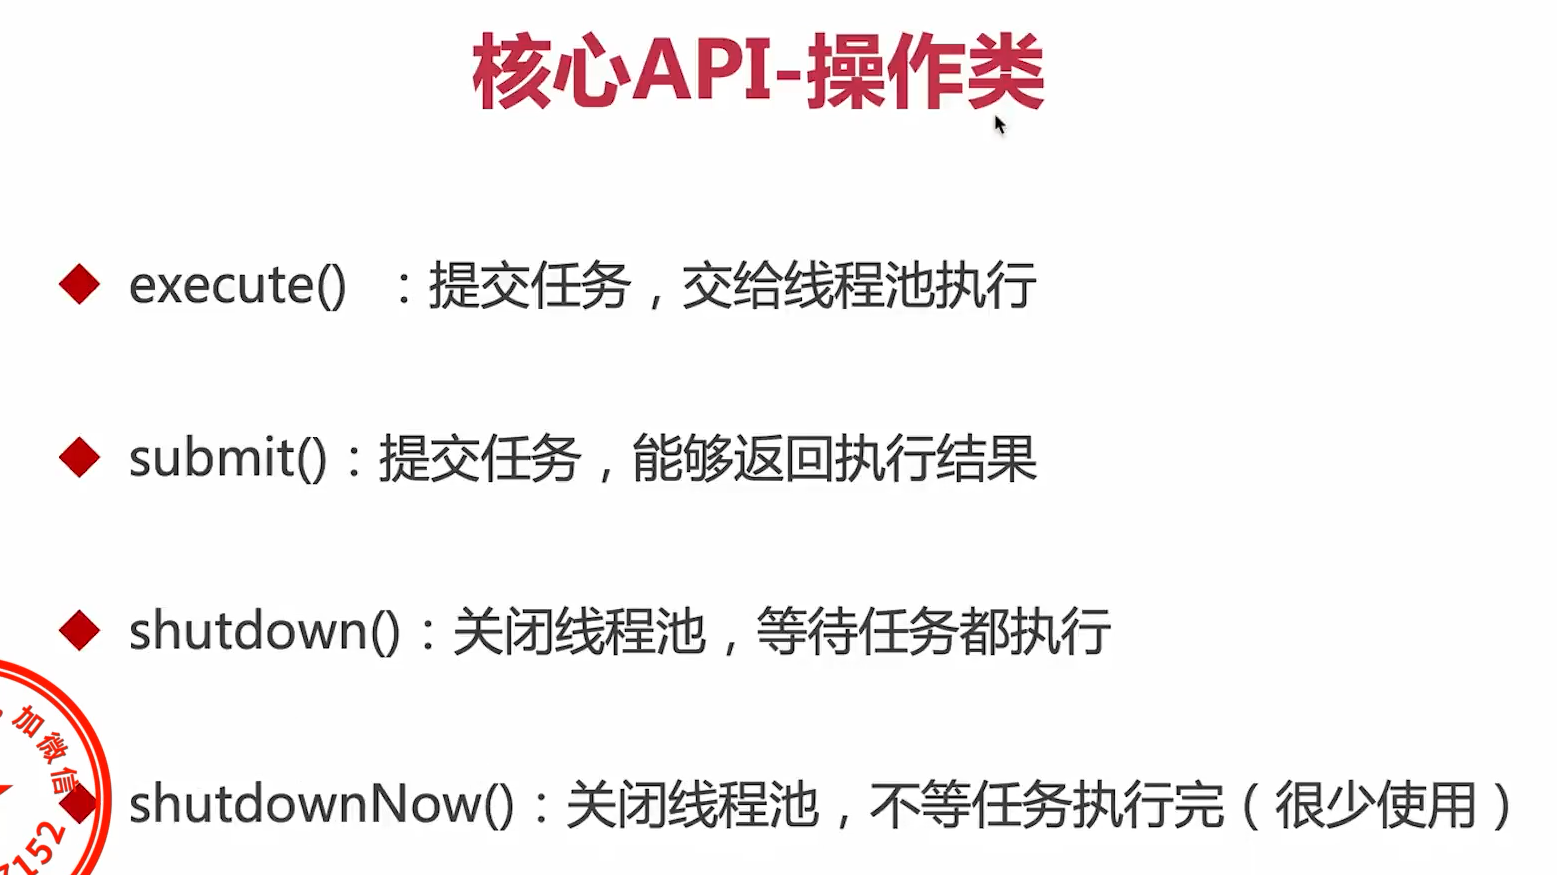 核心API-操作类
execute() ：提交任务，交给线程池执行
submit()：提交任务，能够返回执行结果
shutdown()：关闭线程池，等待任务都执行
shutdownNow()：关闭线程池，不等任务执行完（很少使用）
加微信
7152